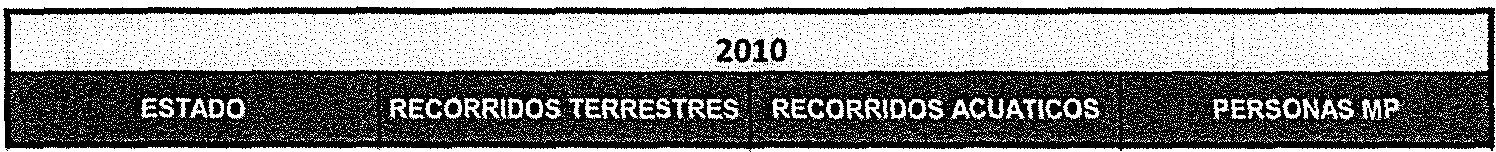 2010
ESTADO RECORRIDOS TERRESTRES RECORRIDOS ACUATICOS PERSONAS MP